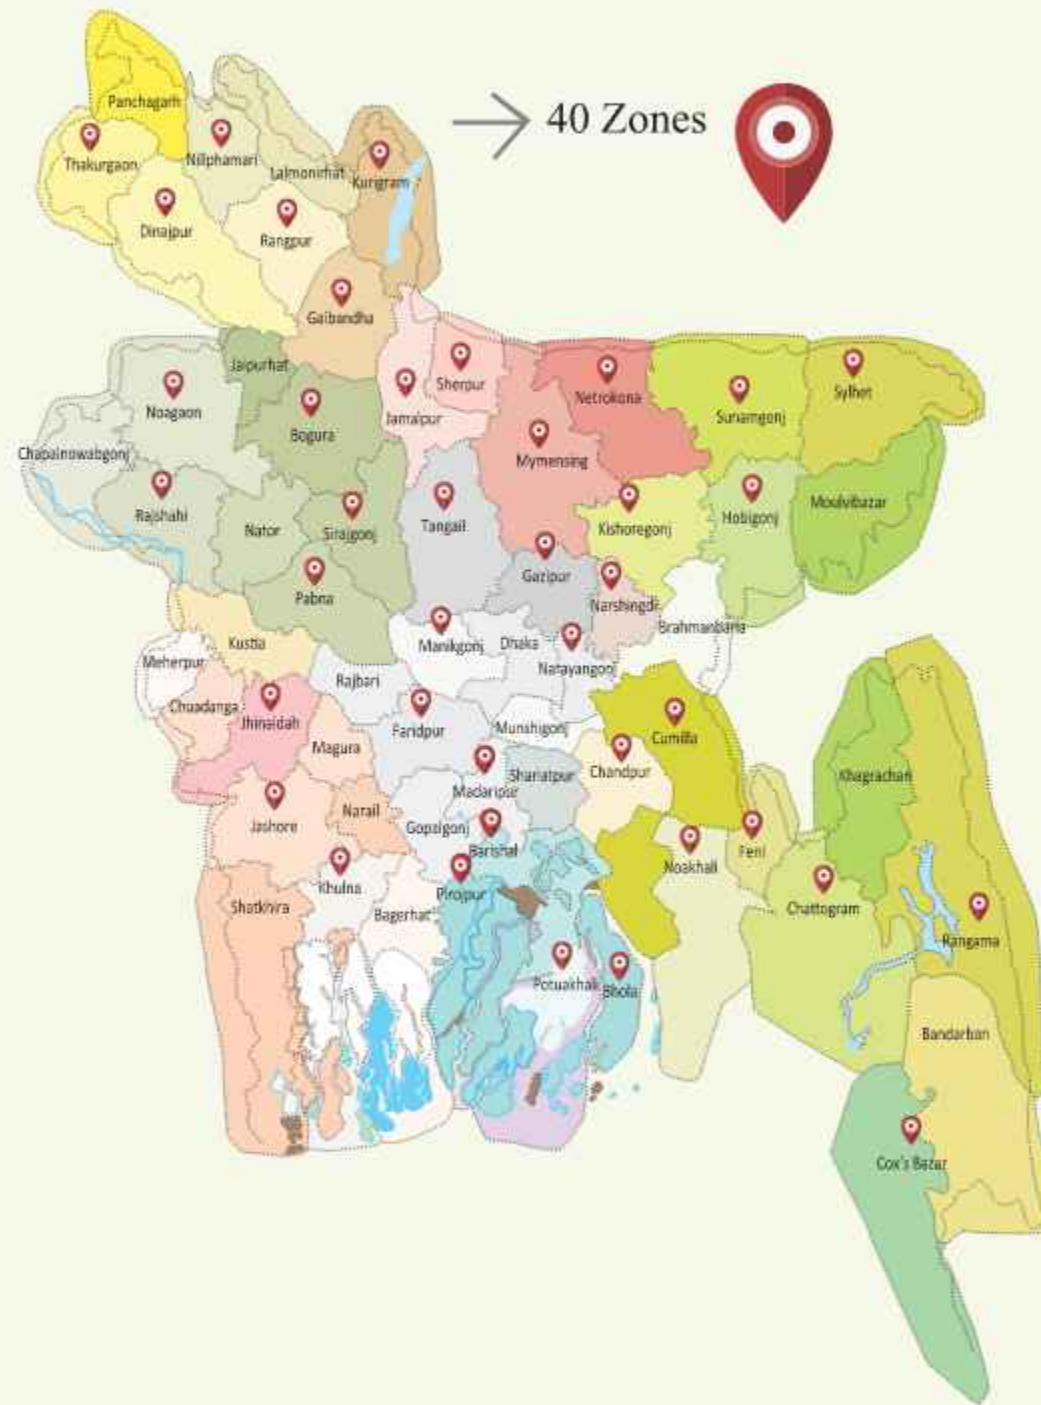 Panchagarh
40 Zones
Thakurgaon
Nilphamari
Lalmonirhat
Kurigram
Dinajpur
Rangpur
Gaibandha
Jaipurhat
Sherpur
Netrokona
Sylhet
Noagaon
Jamalpur
Sunamgonj
Bogura
Chapainowabgonj
Mymensing
Rajshahi
Nator
Sirajgonj
Tangail
Kishoregonj
Hobigonj
Moulvibazar
Pabna
Gazipur
Narshingdi
Brahmanbaria
Kustia
Manikgonj
Dhaka
Meherpur
Rajbari
Natayangonj
Chuadanga
Jhinaidah
Faridpur
Munshigonj
Cumilla
Magura
Shariatpur
Chandpur
Khagrachari
Madaripur
Jashore
Narail
Gopalgonj
Barishal
Feni
Noakhali
Khulna
Pirojpur
Shatkhira
Bagerhat
Chattogram
Rangama
Potuakhali
Bhola
Bandarban
Cox's Bazar